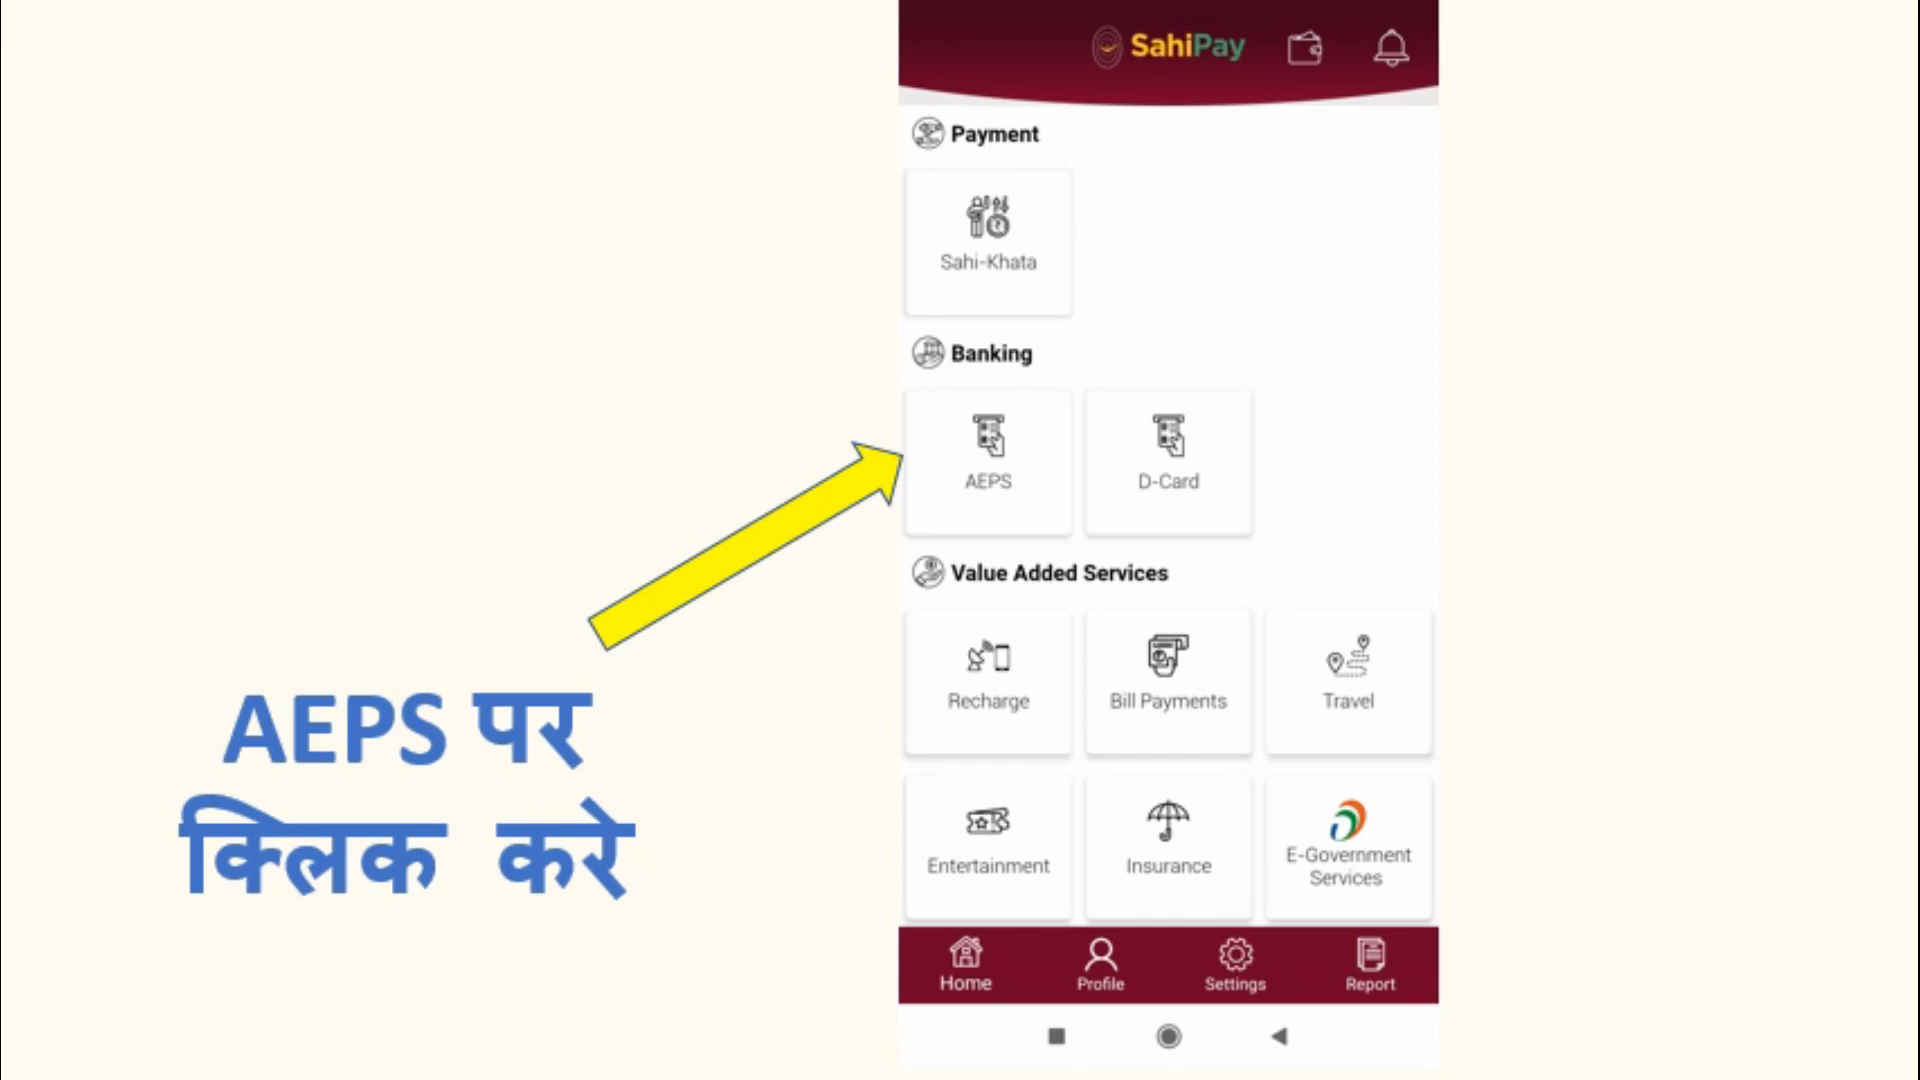 SahiPay
Payment
Sahi-Khata
Banking
AEPS
D-Card
Value Added Services
Recharge
Bill Payments
Travel
Entertainment
Insurance
E-Government
Services
Home
Profile
Settings
Report
AEPS पर
क्लिक करे